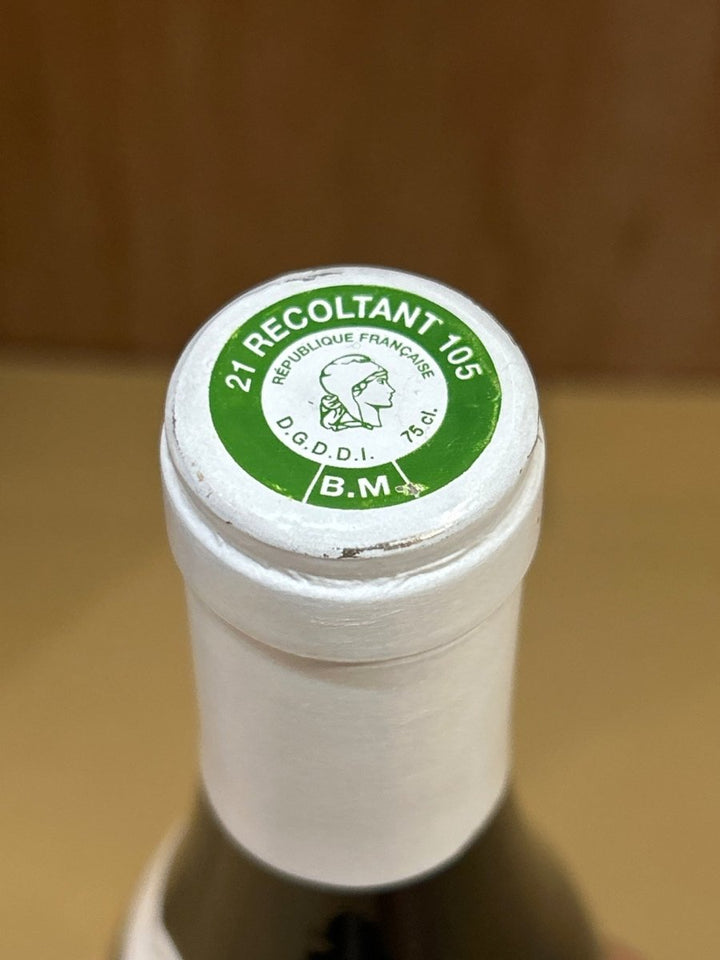 21 RECOLTANT 105
RÉPUBLIQUE FRANÇAISE
D.G.D.D.I. 75 cl.
B.M